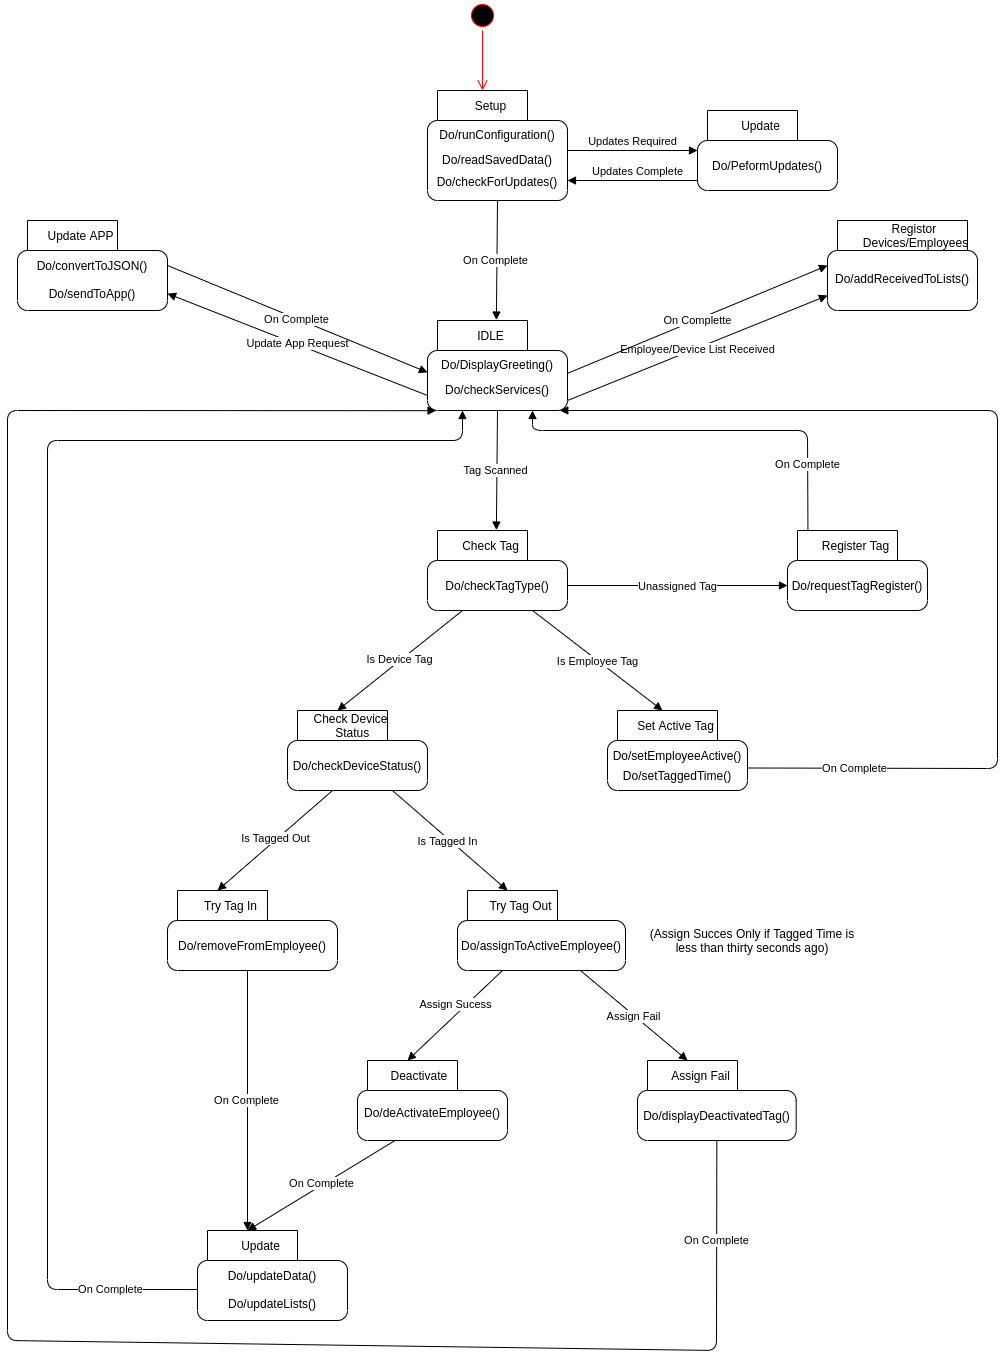 Setup
Do/runConfiguration()
Do/readSavedData()
Do/checkForUpdates()
Updates Required
Updates Complete
Update
Do/PeformUpdates()
On Complete
Update APP
Do/convertToJSON()
Do/sendToApp()
On Complete
Update App Request
IDLE
Do/DisplayGreeting()
Do/checkServices()
Registor
Devices/Employees
Do/addReceivedToLists()
On Complette
Employee/Device List Received
Tag Scanned
On Complete
Check Tag
Do/checkTagType()
Unassigned Tag
Register Tag
Do/requestTagRegister()
Is Device Tag
Is Employee Tag
Check Device
Status
Do/checkDeviceStatus()
Set Active Tag
Do/setEmployeeActive()
Do/setTaggedTime()
On Complete
Is Tagged Out
Is Tagged In
Try Tag In
Do/removeFromEmployee()
Try Tag Out
Do/assignToActiveEmployee()
(Assign Succes Only if Tagged Time is
less than thirty seconds ago)
Assign Sucess
Assign Fail
Deactivate
Do/deActivateEmployee()
Assign Fail
Do/displayDeactivatedTag()
On Complete
On Complete
On Complete
Update
Do/updateData()
Do/updateLists()
On Complete